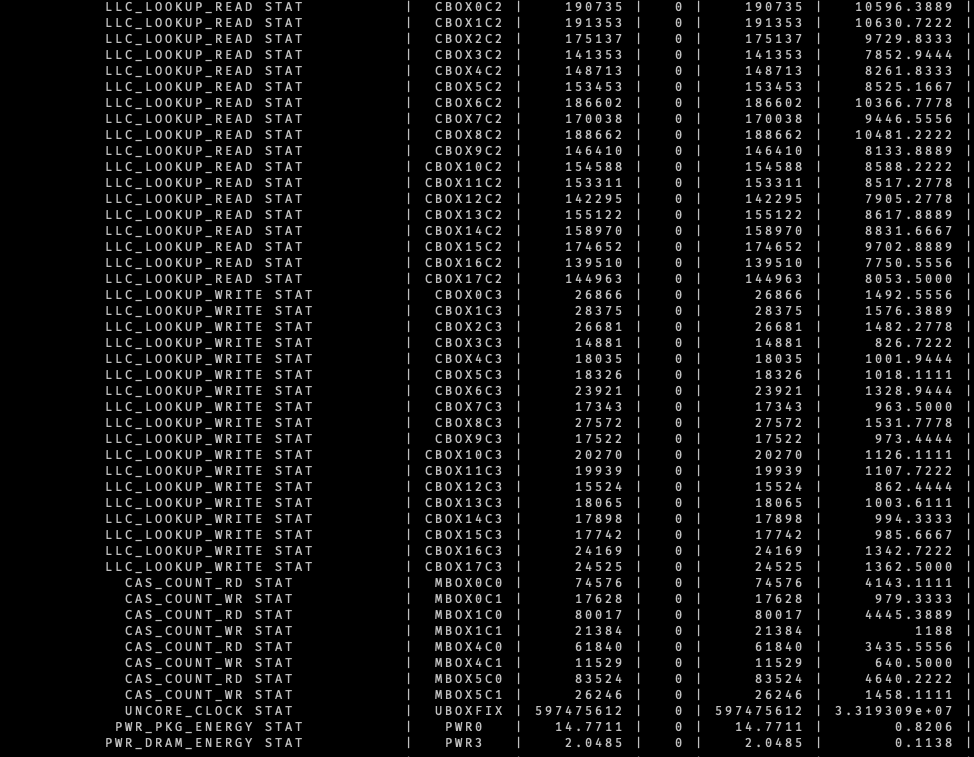 LLC_LOOKUP_READ STAT | CBOX0C2 | 190735 | 0 | 190735 | 10596.3889 |
LLC_LOOKUP_READ STAT | CBOX1C2 | 191353 | 0 | 191353 | 10630.7222 |
LLC_LOOKUP_READ STAT | CBOX2C2 | 175137 | 0 | 175137 | 9729.8333 |
LLC_LOOKUP_READ STAT | CBOX3C2 | 141353 | 0 | 141353 | 7852.9444 |
LLC_LOOKUP_READ STAT | CBOX4C2 | 148713 | 0 | 148713 | 8261.8333 |
LLC_LOOKUP_READ STAT | CBOX5C2 | 153453 | 0 | 153453 | 8525.1667 |
LLC_LOOKUP_READ STAT | CBOX6C2 | 186602 | 0 | 186602 | 10366.7778 |
LLC_LOOKUP_READ STAT | CBOX7C2 | 170038 | 0 | 170038 | 9446.5556 |
LLC_LOOKUP_READ STAT | CBOX8C2 | 188662 | 0 | 188662 | 10481.2222 |
LLC_LOOKUP_READ STAT | CBOX9C2 | 146410 | 0 | 146410 | 8133.8889 |
LLC_LOOKUP_READ STAT | CBOX10C2 | 154588 | 0 | 154588 | 8588.2222 |
LLC_LOOKUP_READ STAT | CBOX11C2 | 153311 | 0 | 153311 | 8517.2778 |
LLC_LOOKUP_READ STAT | CBOX12C2 | 142295 | 0 | 142295 | 7905.2778 |
LLC_LOOKUP_READ STAT | CBOX13C2 | 155122 | 0 | 155122 | 8617.8889 |
LLC_LOOKUP_READ STAT | CBOX14C2 | 158970 | 0 | 158970 | 8831.6667 |
LLC_LOOKUP_READ STAT | CBOX15C2 | 174652 | 0 | 174652 | 9702.8889 |
LLC_LOOKUP_READ STAT | CBOX16C2 | 139510 | 0 | 139510 | 7750.5556 |
LLC_LOOKUP_READ STAT | CBOX17C2 | 144963 | 0 | 144963 | 8053.5000 |
LLC_LOOKUP_WRITE STAT | CBOX0C3 | 26866 | 0 | 26866 | 1492.5556 |
LLC_LOOKUP_WRITE STAT | CBOX1C3 | 28375 | 0 | 28375 | 1576.3889 |
LLC_LOOKUP_WRITE STAT | CBOX2C3 | 26681 | 0 | 26681 | 1482.2778 |
LLC_LOOKUP_WRITE STAT | CBOX3C3 | 14881 | 0 | 14881 | 826.7222 |
LLC_LOOKUP_WRITE STAT | CBOX4C3 | 18035 | 0 | 18035 | 1001.9444 |
LLC_LOOKUP_WRITE STAT | CBOX5C3 | 18326 | 0 | 18326 | 1018.1111 |
LLC_LOOKUP_WRITE STAT | CBOX6C3 | 23921 | 0 | 23921 | 1328.9444 |
LLC_LOOKUP_WRITE STAT | CBOX7C3 | 17343 | 0 | 17343 | 963.5000 |
LLC_LOOKUP_WRITE STAT | CBOX8C3 | 27572 | 0 | 27572 | 1531.7778 |
LLC_LOOKUP_WRITE STAT | CBOX9C3 | 17522 | 0 | 17522 | 973.4444 |
LLC_LOOKUP_WRITE STAT | CBOX10C3 | 20270 | 0 | 20270 | 1126.1111 |
LLC_LOOKUP_WRITE STAT | CBOX11C3 | 19939 | 0 | 19939 | 1107.7222 |
LLC_LOOKUP_WRITE STAT | CBOX12C3 | 15524 | 0 | 15524 | 862.4444 |
LLC_LOOKUP_WRITE STAT | CBOX13C3 | 18065 | 0 | 18065 | 1003.6111 |
LLC_LOOKUP_WRITE STAT | CBOX14C3 | 17898 | 0 | 17898 | 994.3333 |
LLC_LOOKUP_WRITE STAT | CBOX15C3 | 17742 | 0 | 17742 | 985.6667 |
LLC_LOOKUP_WRITE STAT | CBOX16C3 | 24169 | 0 | 24169 | 1342.7222 |
LLC_LOOKUP_WRITE STAT | CBOX17C3 | 24525 | 0 | 24525 | 1362.5000 |
CAS_COUNT_RD STAT | MBOX0C0 | 74576 | 0 | 74576 | 4143.1111 |
CAS_COUNT_WR STAT | MBOX0C1 | 17628 | 0 | 17628 | 979.3333 |
CAS_COUNT_RD STAT | MBOX1C0 | 80017 | 0 | 80017 | 4445.3889 |
CAS_COUNT_WR STAT | MBOX1C1 | 21384 | 0 | 21384 | 1188 |
CAS_COUNT_RD STAT | MBOX4C0 | 61840 | 0 | 61840 | 3435.5556 |
CAS_COUNT_WR STAT | MBOX4C1 | 11529 | 0 | 11529 | 640.5000 |
CAS_COUNT_RD STAT | MBOX5C0 | 83524 | 0 | 83524 | 4640.2222 |
CAS_COUNT_WR STAT | MBOX5C1 | 26246 | 0 | 26246 | 1458.1111 |
UNCORE_CLOCK STAT | UBOXFIX | 597475612 | 0 | 597475612 | 3.319309e+07 |
PWR_PKG_ENERGY STAT | PWR0 | 14.7711 | 0 | 14.7711 | 0.8206 |
PWR_DRAM_ENERGY STAT | PWR3 | 2.0485 | 0 | 2.0485 | 0.1138 |